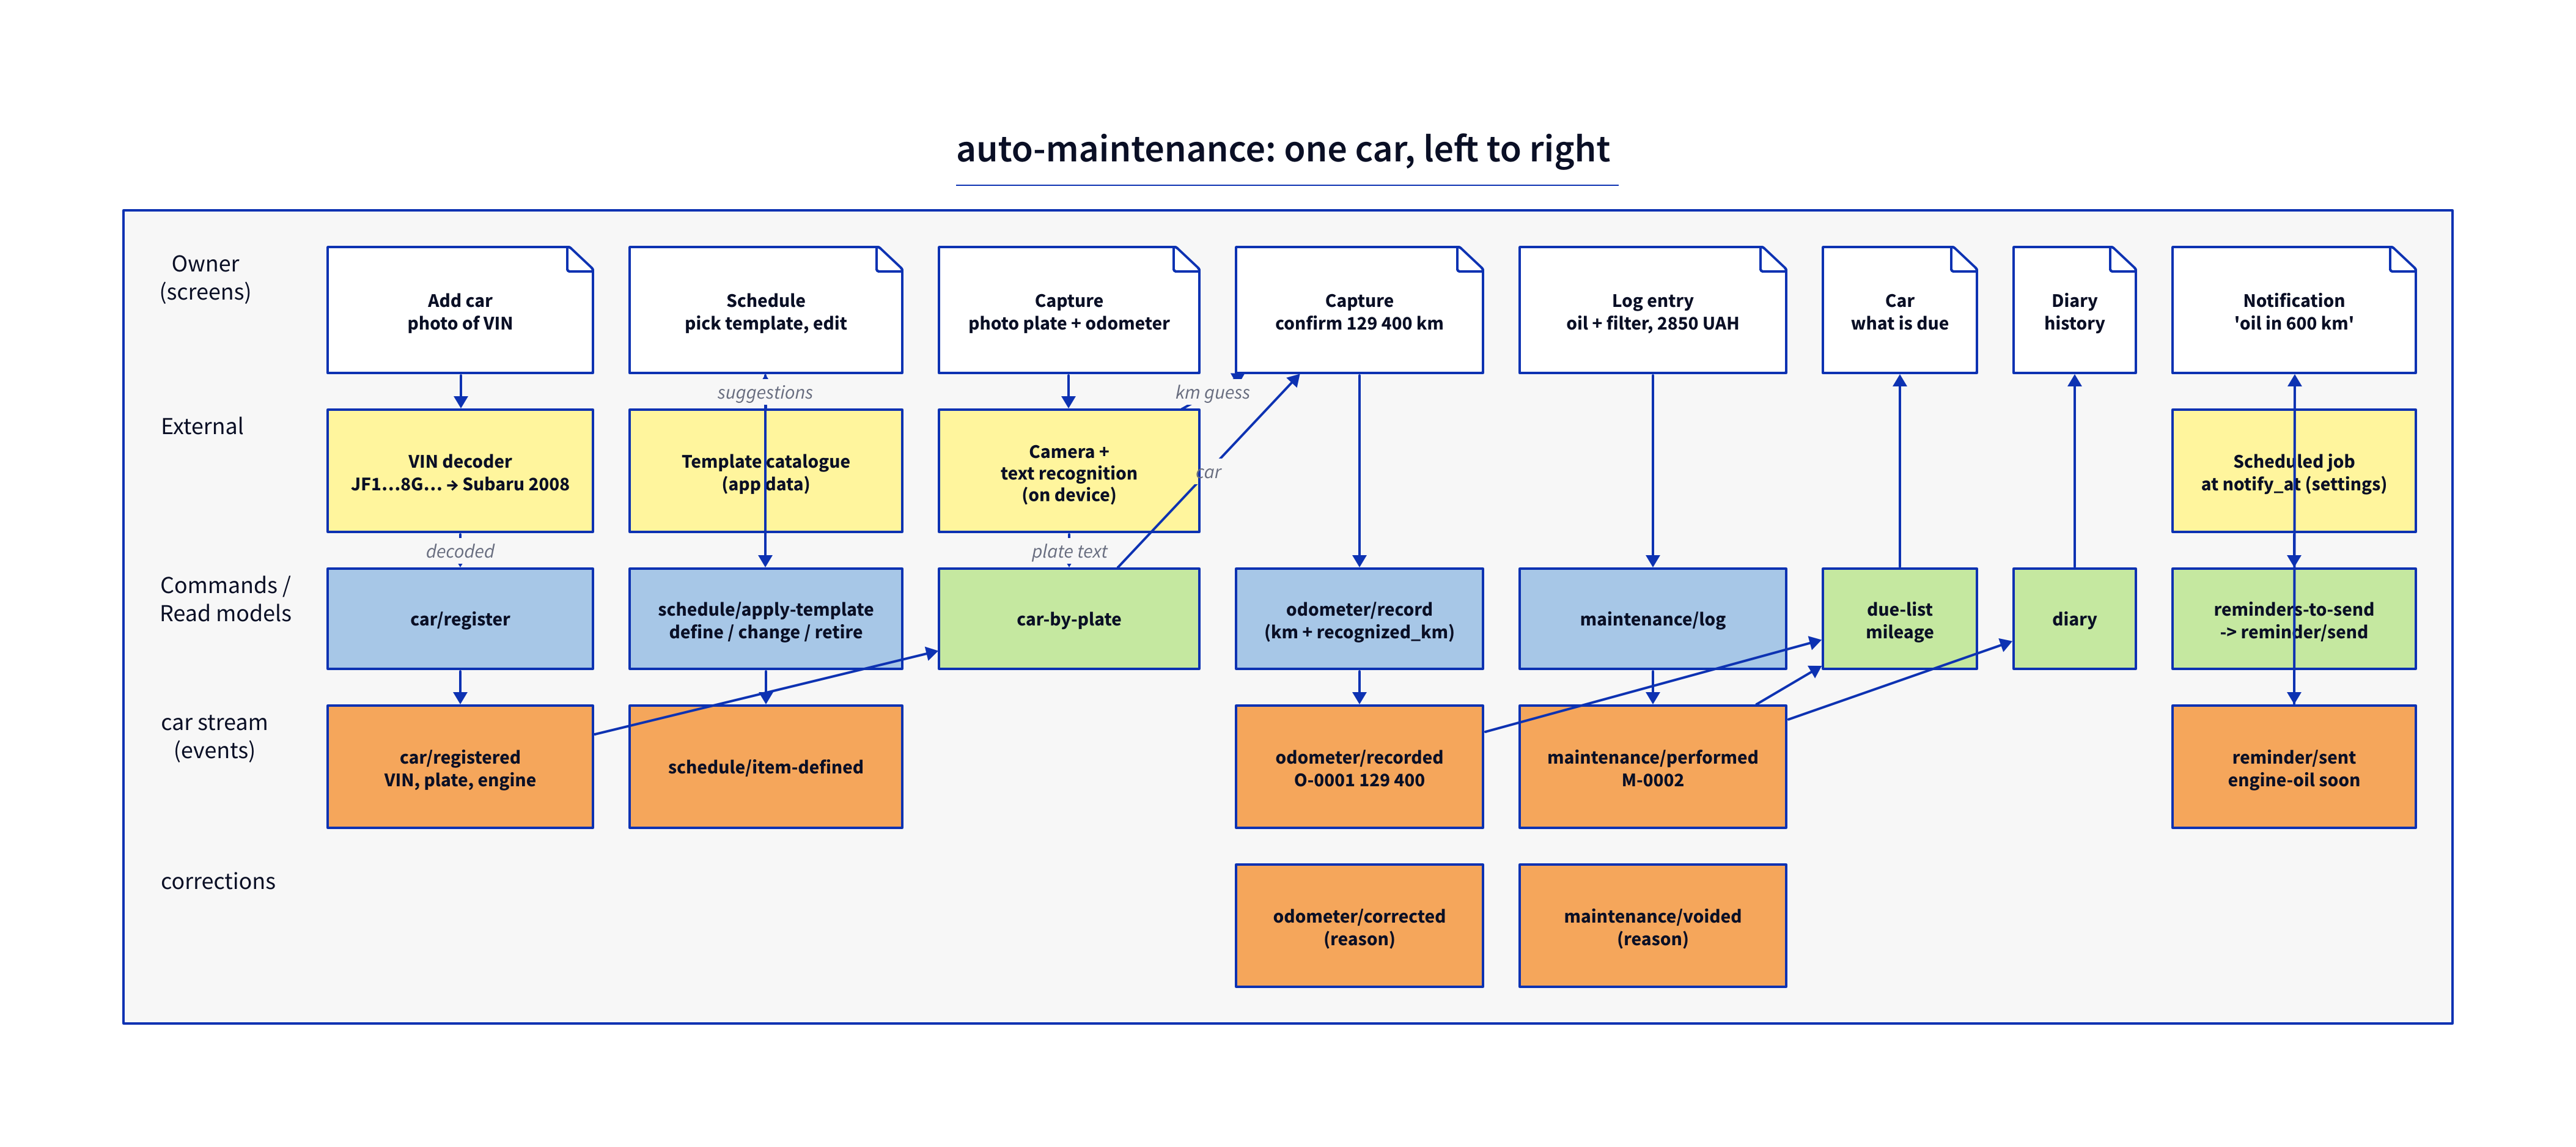 auto-maintenance: one car, left to right
Owner
(screens)
Add car
photo of VIN
Schedule
pick template, edit
Capture
photo plate + odometer
Capture
confirm 129 400 km
Log entry
oil + filter, 2850 UAH
Car
what is due
Diary
history
Notification
'oil in 600 km'
suggestions
km guess
External
VIN decoder
JF1...8G... → Subaru 2008
Template catalogue
(app data)
Camera +
text recognition
(on device)
car
Scheduled job
at notify_at (settings)
decoded
plate text
Commands /
Read models
car/register
schedule/apply-template
define / change / retire
car-by-plate
odometer/record
(km + recognized_km)
maintenance/log
due-list
mileage
diary
reminders-to-send
-> reminder/send
car stream
(events)
car/registered
VIN, plate, engine
schedule/item-defined
odometer/recorded
O-0001 129 400
maintenance/performed
M-0002
reminder/sent
engine-oil soon
corrections
odometer/corrected
(reason)
maintenance/voided
(reason)